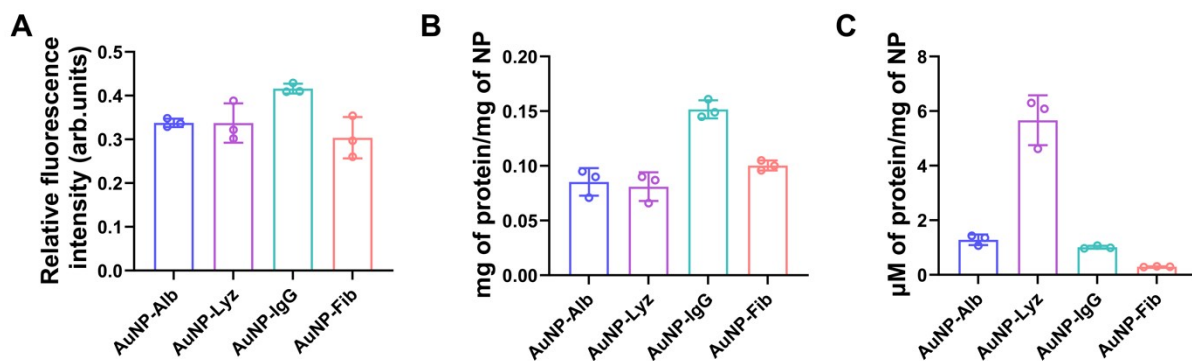 A
Relative fluorescence
intensity (arb.units)
0.5
0.4
0.3
0.2
0.1
0.0
AuNP-Alb
AuNP-Lyz
AuNP-IgG
AuNP-Fib
B
mg of protein/mg of NP
0.20
0.15
0.10
0.05
0.00
AuNP-Alb
AuNP-Lyz
AuNP-IgG
AuNP-Fib
C
µM of protein/mg of NP
8
6
4
2
0
AuNP-Alb
AuNP-Lyz
AuNP-IgG
AuNP-Fib